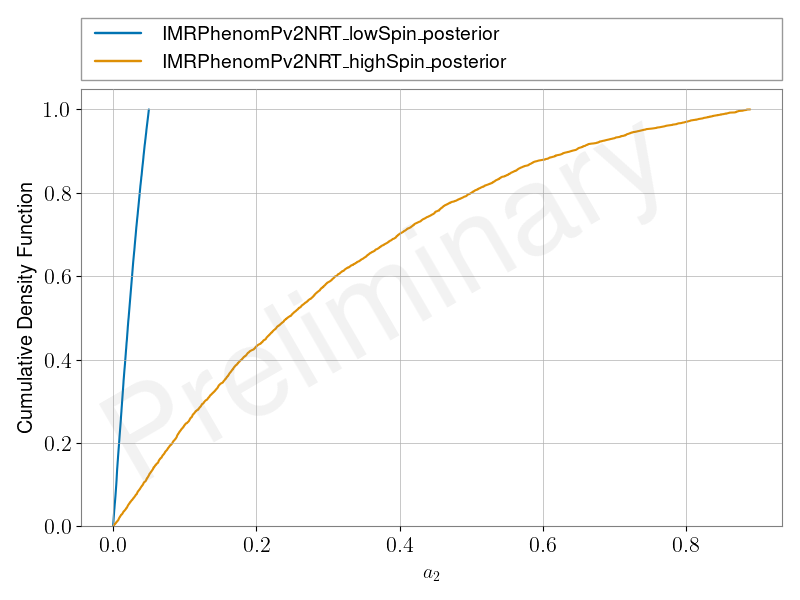 IMRPhenomPv2NRT_lowSpin_posterior
IMRPhenomPv2NRT_highSpin_posterior
Preliminary
Cumulative Density Function
1.0
0.8
0.6
0.4
0.2
0.0
0.0 0.2 0.4 0.6 0.8
a₂